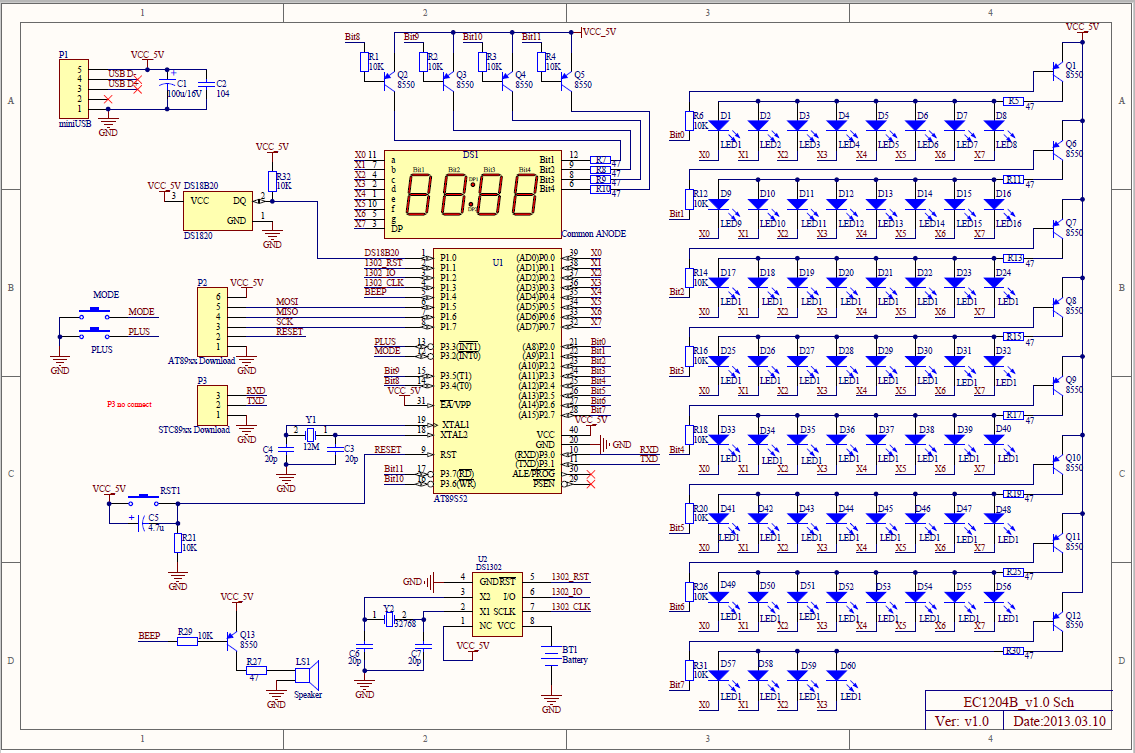 1 2 3 4
A
B
C
D
P1
VCC_5V
5
4
3
2
1
USB D-
USB D+
C1
100u/16V
C2
104
miniUSB
GND
Bit8 Bit9 Bit10 Bit11
VCC_5V
R1
10K
R2
10K
R3
10K
R4
10K
Q2
8550
Q3
8550
Q4
8550
Q5
8550
DS1
X0 11 a
X1 7 b
X2 4 c
X3 2 d
X4 1 e
X5 10 f
X6 5 g
X7 3 DP
Bit1 Bit2 Bit3 Bit4
DP1
Bit1 12 R7 47
Bit2 9 R8 47
Bit3 8 R9 47
Bit4 6 R10 47
Common ANODE
VCC_5V
R32
10K
VCC_5V
DS18B20
3 VCC DQ 2
GND 1
DS1820
GND
MODE
MODE
PLUS
PLUS
GND
P2
VCC_5V
6
5 MOSI
4 MISO
3 SCK
2 RESET
1
AT89xx Download
GND
P3
3 RXD
2 TXD
1
STC89xx Download
GND
P3 no connect
U1
DS18B20 1 P1.0
1302_RST 2 P1.1
1302_IO 3 P1.2
1302_CLK 4 P1.3
BEEP 5 P1.4
6 P1.5
7 P1.6
8 P1.7
PLUS 13 P3.3(INT1)
MODE 12 P3.2(INT0)
Bit9 15 P3.5(T1)
Bit8 14 P3.4(T0)
VCC_5V
31 EA/VPP
19 XTAL1
18 XTAL2
RESET 9 RST
Bit11 17 P3.7(RD)
Bit10 16 P3.6(WR)
(AD0)P0.0 39 X0
(AD1)P0.1 38 X1
(AD2)P0.2 37 X2
(AD3)P0.3 36 X3
(AD4)P0.4 35 X4
(AD5)P0.5 34 X5
(AD6)P0.6 33 X6
(AD7)P0.7 32 X7
(A8)P2.0 21 Bit0
(A9)P2.1 22 Bit1
(A10)P2.2 23 Bit2
(A11)P2.3 24 Bit3
(A12)P2.4 25 Bit4
(A13)P2.5 26 Bit5
(A14)P2.6 27 Bit6
(A15)P2.7 28 Bit7
VCC_5V
VCC 40
GND 20 GND
(RXD)P3.0 10 RXD
(TXD)P3.1 11 TXD
ALE/PROG 30
PSEN 29
AT89S52
Y1
2 1
12M
C4
20p
C3
20p
GND
VCC_5V
RST1
C5
4.7u
R21
10K
GND
VCC_5V
BEEP R29 10K
Q13
8550
R27
47
LS1
Speaker
GND
U2
DS1302
GND 4 GND RST 5 1302_RST
3 X2 I/O 6 1302_IO
2 X1 SCLK 7 1302_CLK
1 NC VCC 8
Y2
1 2
32768
C6
20p
C7
20p
GND
VCC_5V
BT1
Battery
GND
VCC_5V
Q1
8550
R5
47
R6
10K
Bit0
D1 D2 D3 D4 D5 D6 D7 D8
LED1 LED2 LED3 LED4 LED5 LED6 LED7 LED8
X0 X1 X2 X3 X4 X5 X6 X7
Q6
8550
R11
47
R12
10K
Bit1
D9 D10 D11 D12 D13 D14 D15 D16
LED9 LED10 LED11 LED12 LED13 LED14 LED15 LED16
X0 X1 X2 X3 X4 X5 X6 X7
Q7
8550
R13
47
R14
10K
Bit2
D17 D18 D19 D20 D21 D22 D23 D24
LED1 LED1 LED1 LED1 LED1 LED1 LED1 LED1
X0 X1 X2 X3 X4 X5 X6 X7
Q8
8550
R15
47
R16
10K
Bit3
D25 D26 D27 D28 D29 D30 D31 D32
LED1 LED1 LED1 LED1 LED1 LED1 LED1 LED1
X0 X1 X2 X3 X4 X5 X6 X7
Q9
8550
R17
47
R18
10K
Bit4
D33 D34 D35 D36 D37 D38 D39 D40
LED1 LED1 LED1 LED1 LED1 LED1 LED1 LED1
X0 X1 X2 X3 X4 X5 X6 X7
Q10
8550
R19
47
R20
10K
Bit5
D41 D42 D43 D44 D45 D46 D47 D48
LED1 LED1 LED1 LED1 LED1 LED1 LED1 LED1
X0 X1 X2 X3 X4 X5 X6 X7
Q11
8550
R25
47
R26
10K
Bit6
D49 D50 D51 D52 D53 D54 D55 D56
LED1 LED1 LED1 LED1 LED1 LED1 LED1 LED1
X0 X1 X2 X3 X4 X5 X6 X7
Q12
8550
R30
47
R31
10K
Bit7
D57 D58 D59 D60
LED1 LED1 LED1 LED1
X0 X1 X2 X3
EC1204B_v1.0 Sch
Ver: v1.0 Date:2013.03.10
A
B
C
D
1 2 3 4